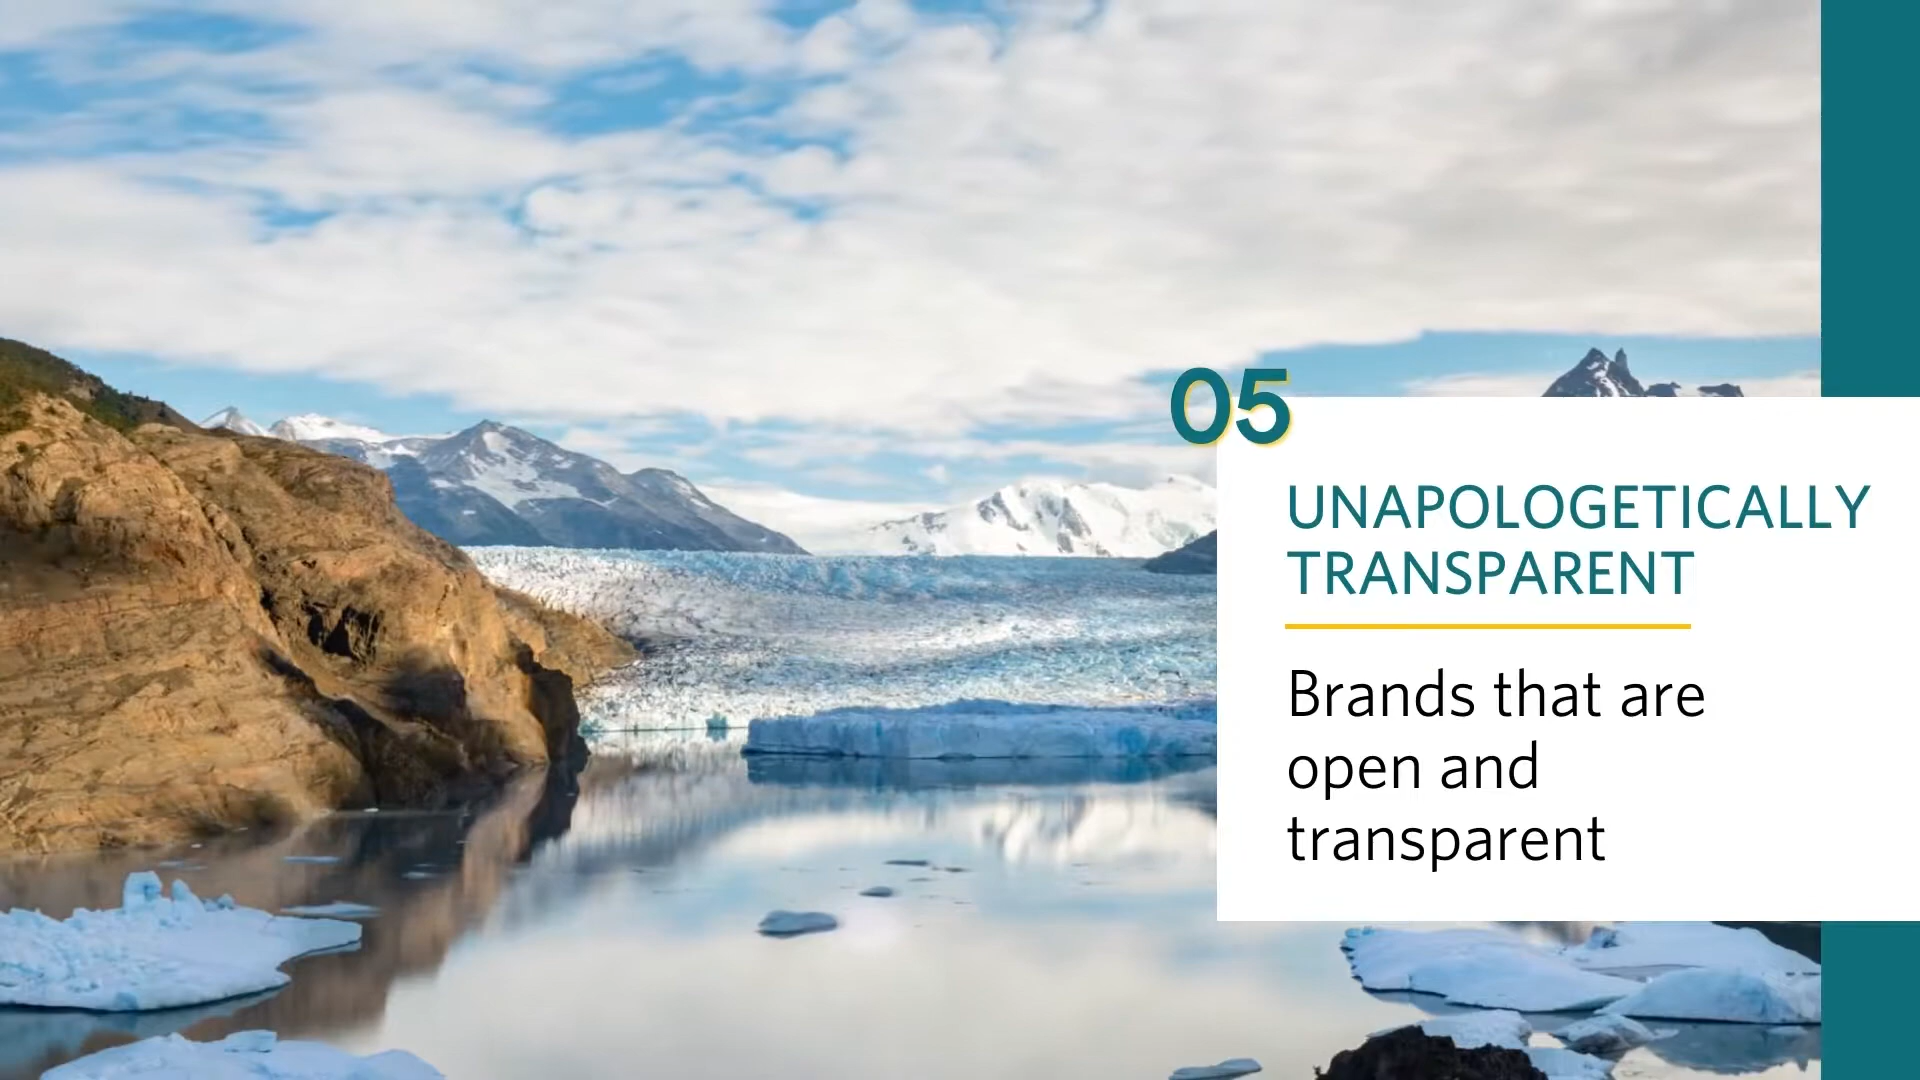 05
UNAPOLOGETICALLY
TRANSPARENT
Brands that are
open and
transparent